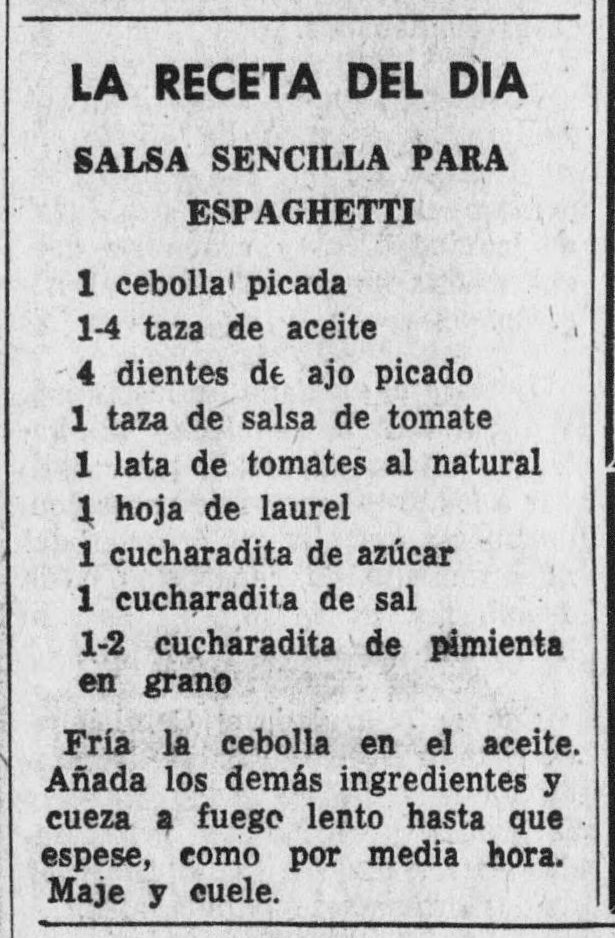 LA RECETA DEL DIA
SALSA SENCILLA PARA
ESPAGHETTI
1 cebolla picada
1-4 taza de aceite
4 dientes de ajo picado
1 taza de salsa de tomate
1 lata de tomates al natural
1 hoja de laurel
1 cucharadita de azúcar
1 cucharadita de sal
1-2 cucharadita de pimienta
en grano
Fría la cebolla en el aceite.
Añada los demás ingredientes y
cueza a fuego lento hasta que
espese, como por media hora.
Maje y cuele.